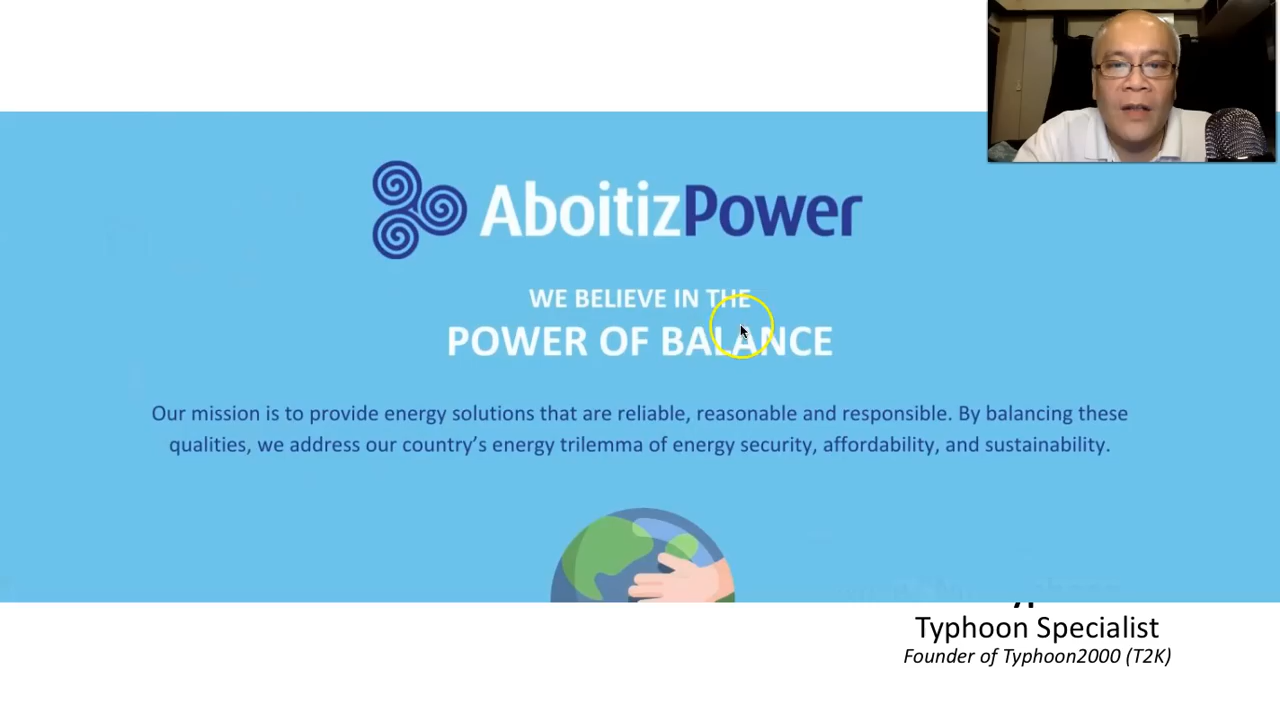 AboitizPower
WE BELIEVE IN THE
POWER OF BALANCE
Our mission is to provide energy solutions that are reliable, reasonable and responsible. By balancing these
qualities, we address our country’s energy trilemma of energy security, affordability, and sustainability.
Typhoon Specialist
Founder of Typhoon2000 (T2K)